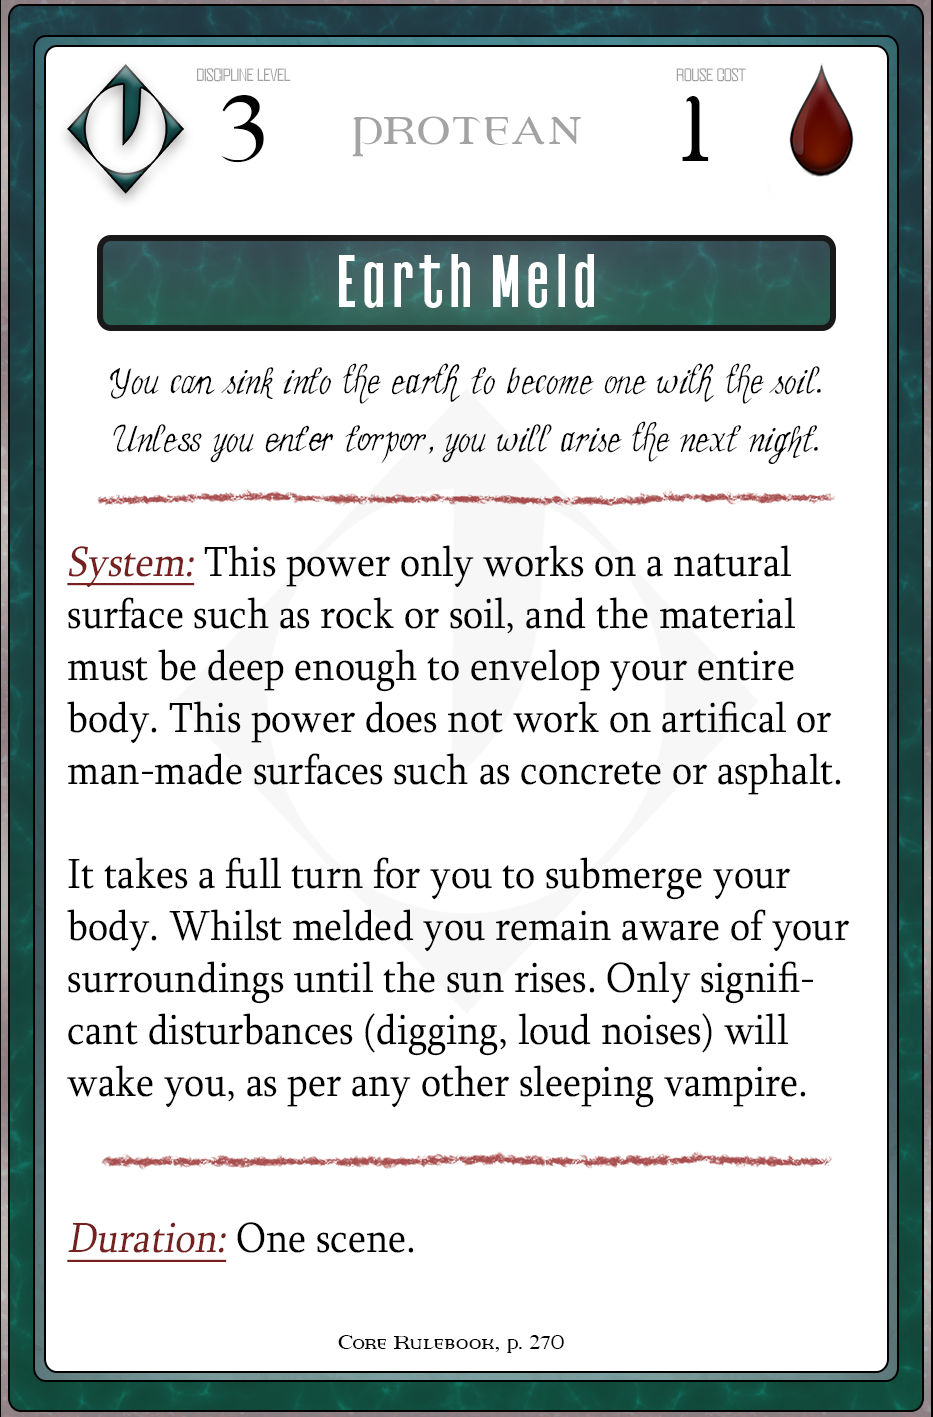 DISCIPLINE LEVEL
3
PROTEAN
ROUSE COST
1
Earth Meld
You can sink into the earth to become one with the soil.
Unless you enter torpor, you will arise the next night.
System: This power only works on a natural
surface such as rock or soil, and the material
must be deep enough to envelop your entire
body. This power does not work on artifical or
man-made surfaces such as concrete or asphalt.
It takes a full turn for you to submerge your
body. Whilst melded you remain aware of your
surroundings until the sun rises. Only signifi-
cant disturbances (digging, loud noises) will
wake you, as per any other sleeping vampire.
Duration: One scene.
Core Rulebook, p. 270